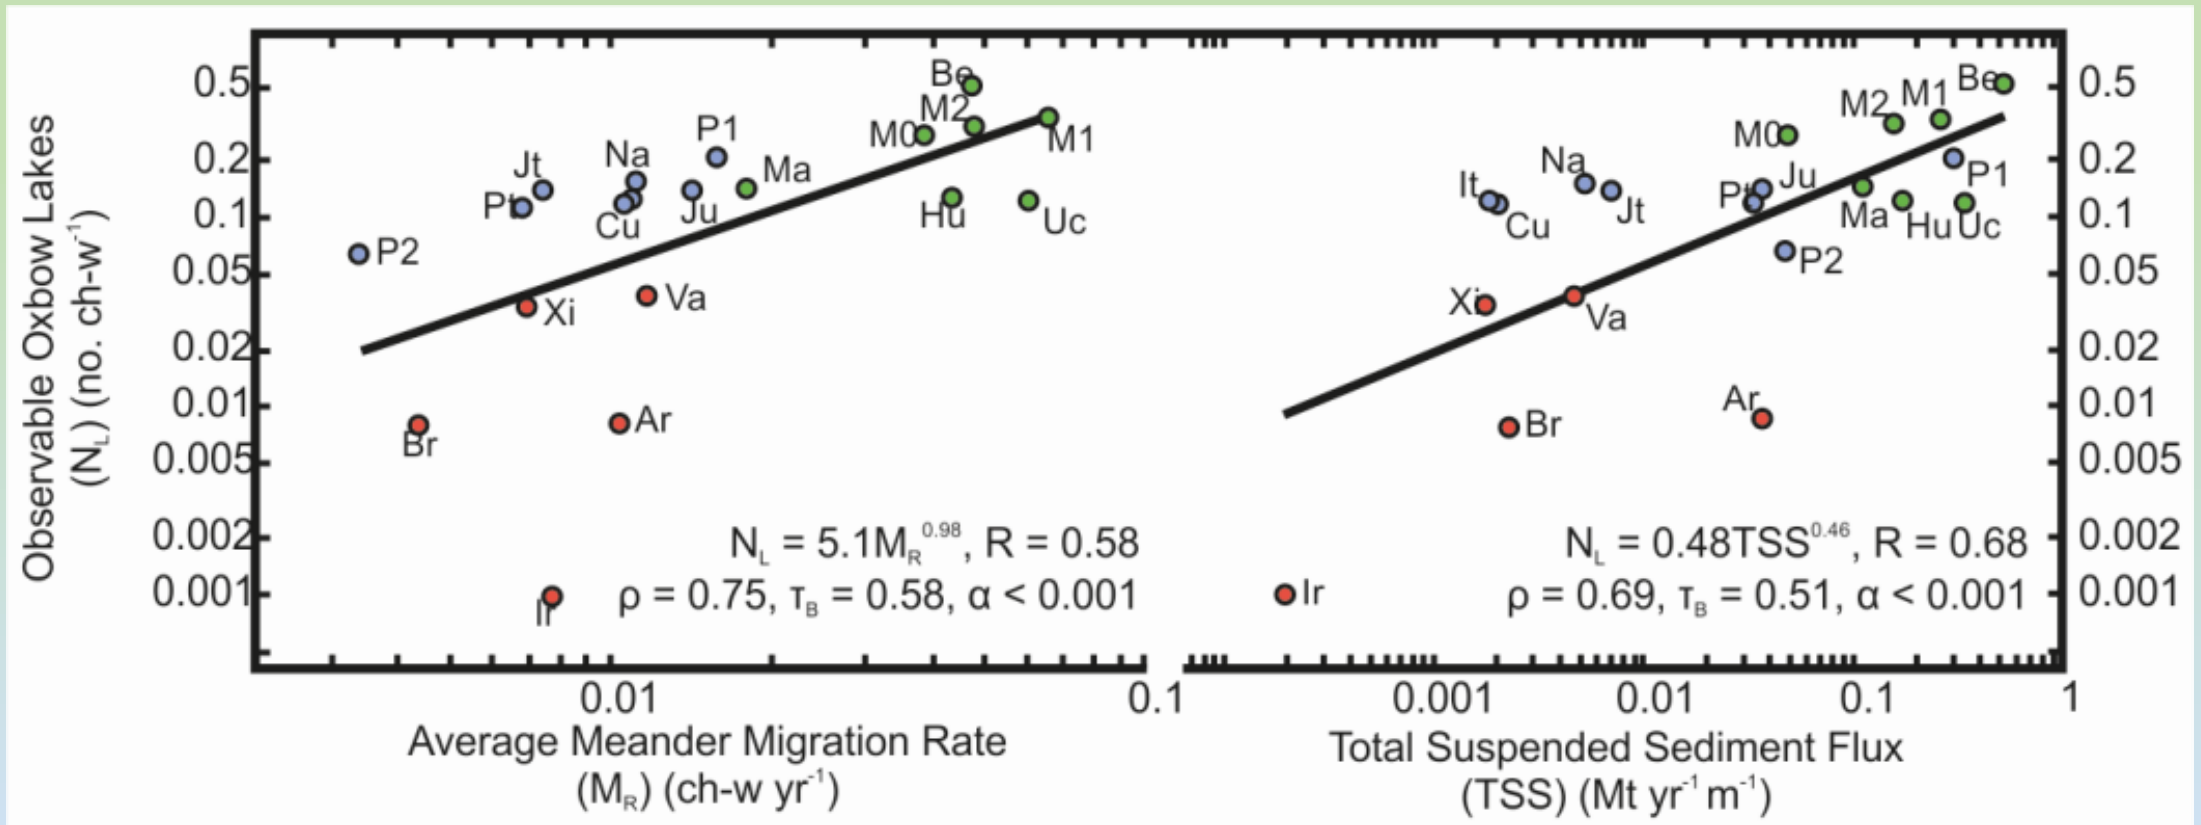 Observable Oxbow Lakes
(N_L) (no. ch-w⁻¹)
0.5
0.2
0.1
0.05
0.02
0.01
0.005
0.002
0.001
Be
M2
M0
M1
P1
Na
Ma
Jt
Pt
Cu
Ju
Hu
Uc
P2
Xi
Va
Br
Ar
Ir
N_L = 5.1M_R^0.98, R = 0.58
ρ = 0.75, τ_B = 0.58, α < 0.001
0.01
0.1
Average Meander Migration Rate
(M_R) (ch-w yr⁻¹)
Be
M1
M2
M0
Na
It
Ju
Pt
P1
Cu
Jt
Ma
Hu
Uc
P2
Xi
Va
Ar
Br
Ir
N_L = 0.48TSS^0.46, R = 0.68
ρ = 0.69, τ_B = 0.51, α < 0.001
0.001
0.01
0.1
1
Total Suspended Sediment Flux
(TSS) (Mt yr⁻¹ m⁻¹)
0.5
0.2
0.1
0.05
0.02
0.01
0.005
0.002
0.001